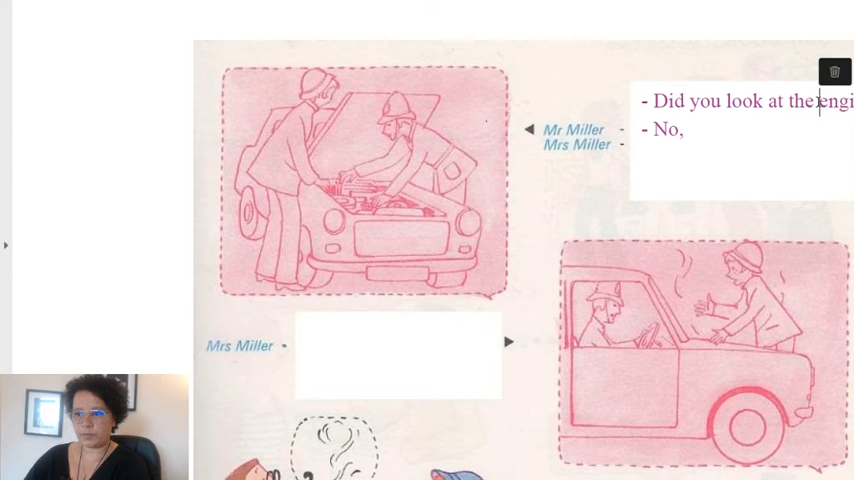 - Did you look at the engi
Mr Miller -
- No,
Mrs Miller -
Mrs Miller -